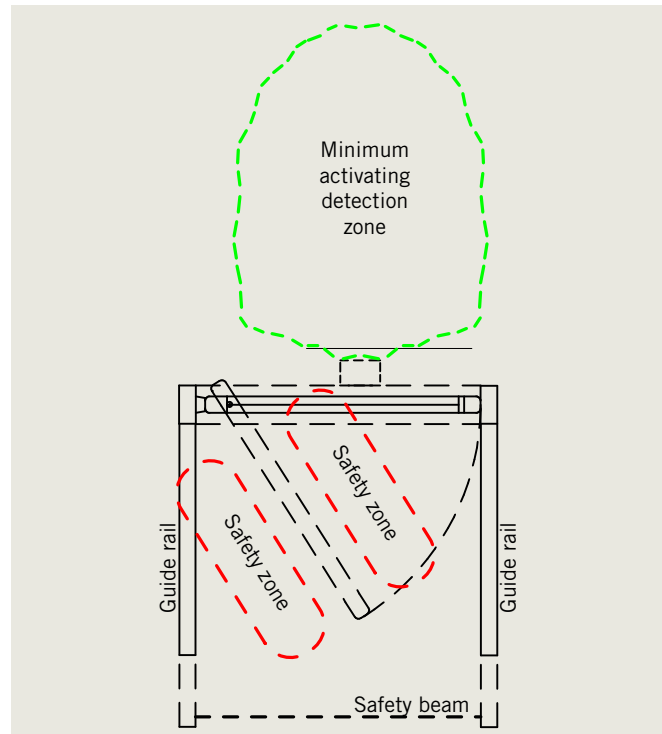 Minimum
activating
detection
zone
Safety zone
Safety zone
Guide rail
Guide rail
Safety beam